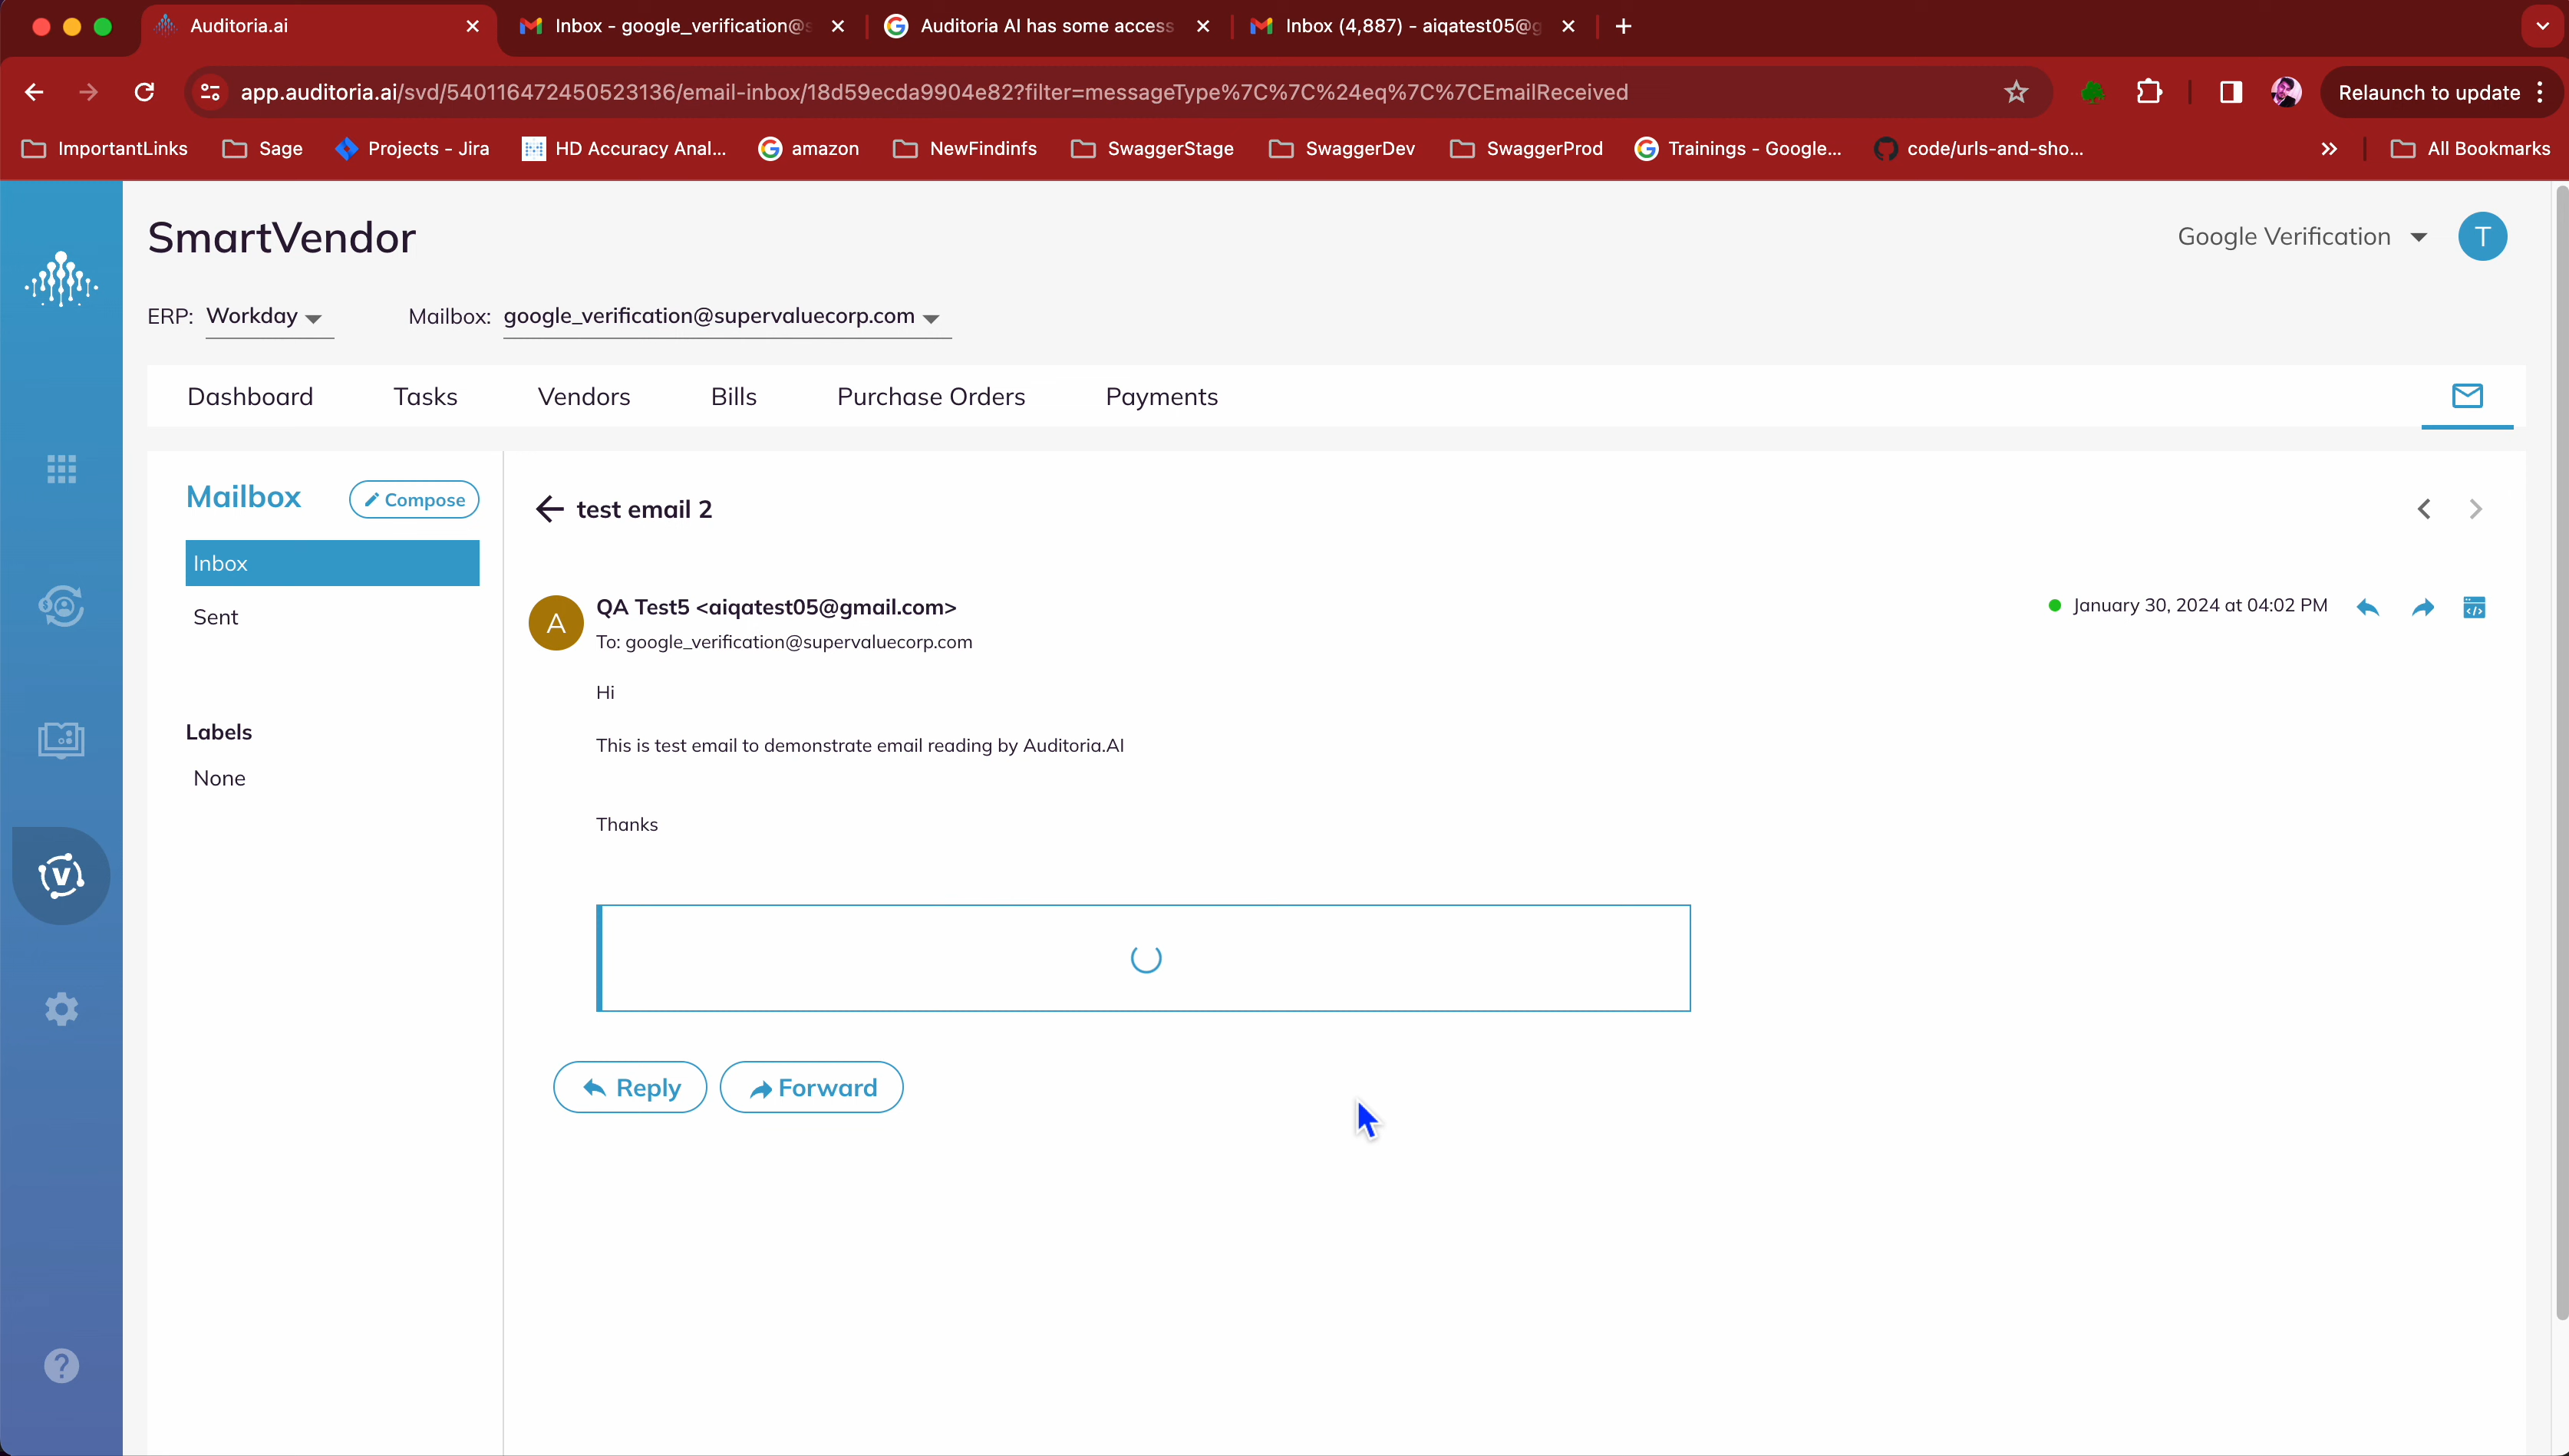 Auditoria.ai
Inbox - google_verification@s
Auditoria AI has some access
Inbox (4,887) - aiqatest05@g
app.auditoria.ai/svd/540116472450523136/email-inbox/18d59ecda9904e82?filter=messageType%7C%7C%24eq%7C%7CEmailReceived
Relaunch to update
ImportantLinks
Sage
Projects - Jira
HD Accuracy Anal...
amazon
NewFindinfs
SwaggerStage
SwaggerDev
SwaggerProd
Trainings - Google...
code/urls-and-sho...
All Bookmarks
SmartVendor
Google Verification
T
ERP: Workday
Mailbox: google_verification@supervaluecorp.com
Dashboard
Tasks
Vendors
Bills
Purchase Orders
Payments
Mailbox
Compose
Inbox
Sent
Labels
None
test email 2
A
QA Test5 <aiqatest05@gmail.com>
January 30, 2024 at 04:02 PM
To: google_verification@supervaluecorp.com
Hi
This is test email to demonstrate email reading by Auditoria.AI
Thanks
V
Reply
Forward
?